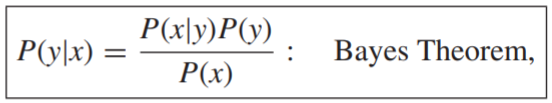 P(y|x) = P(x|y)P(y) / P(x) : Bayes Theorem,